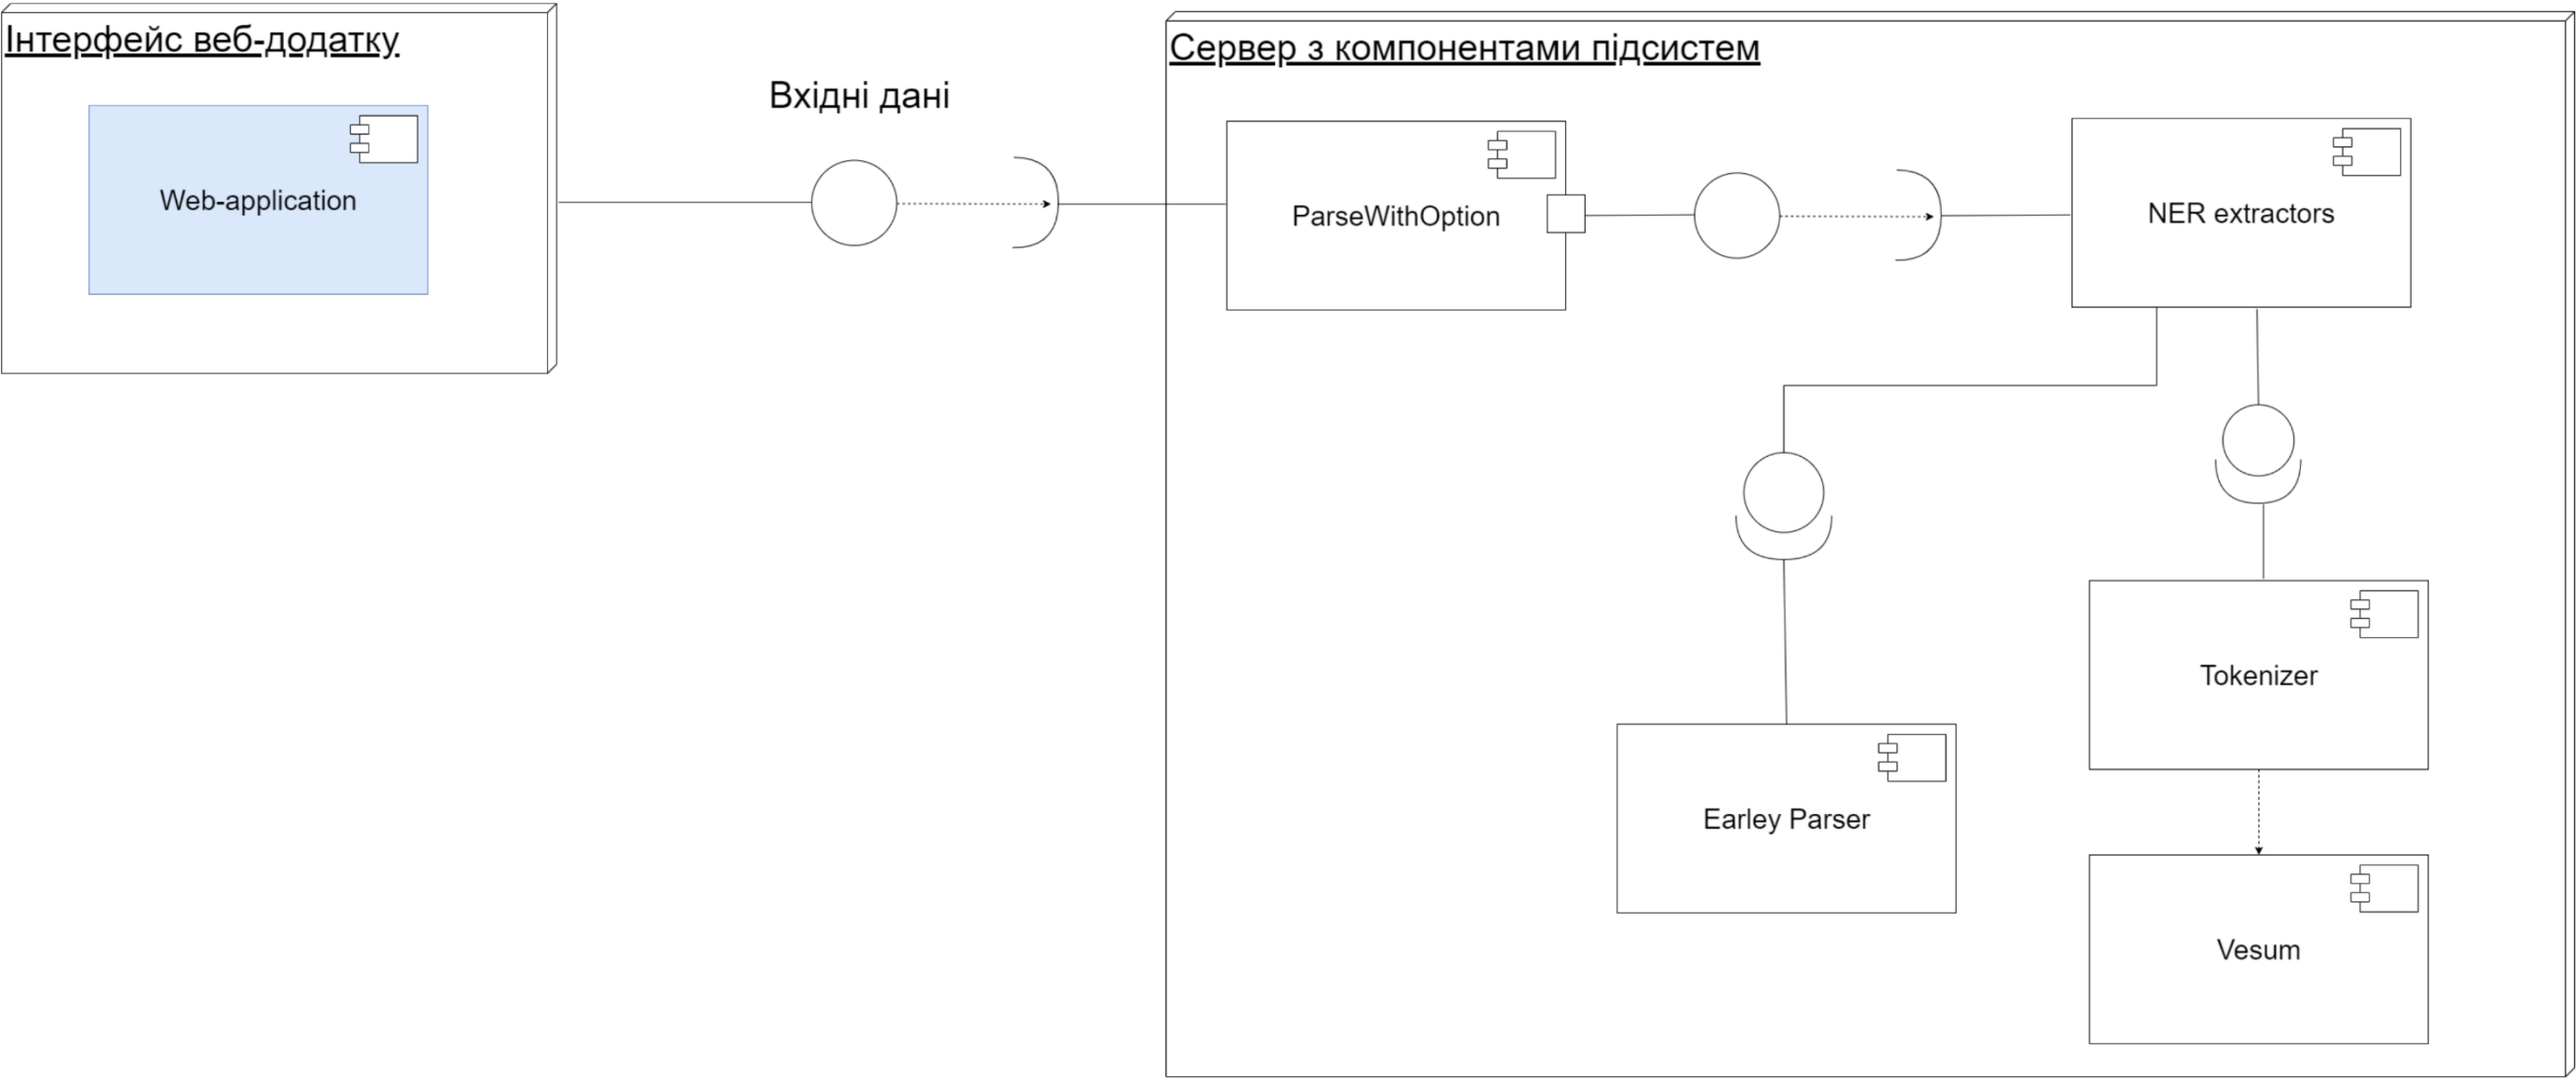 Інтерфейс веб-додатку
Web-application
Вхідні дані
Сервер з компонентами підсистем
ParseWithOption
NER extractors
Tokenizer
Earley Parser
Vesum